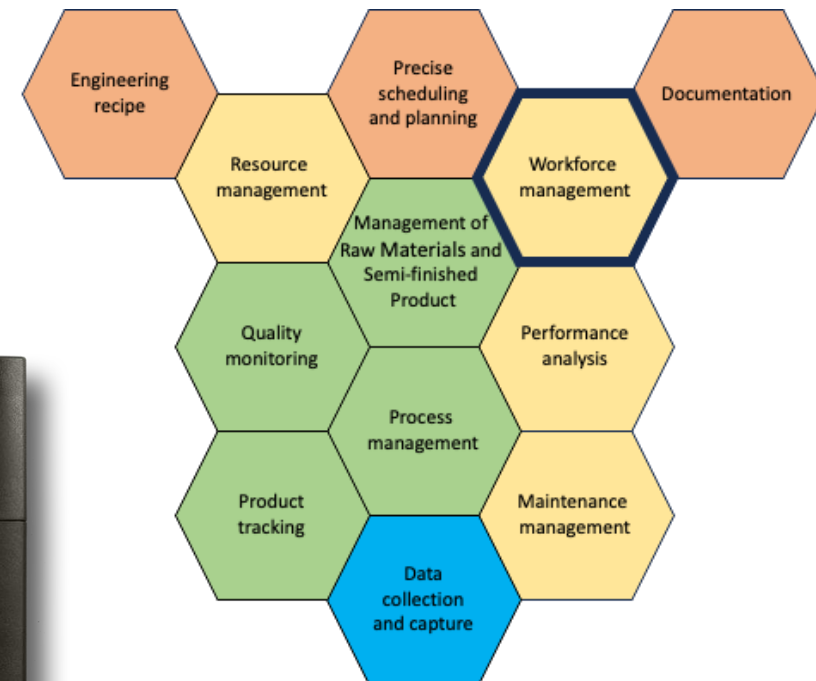 Engineering
recipe
Precise
scheduling
and planning
Documentation
Resource
management
Workforce
management
Management of
Raw Materials and
Semi-finished
Product
Quality
monitoring
Performance
analysis
Process
management
Product
tracking
Maintenance
management
Data
collection
and capture